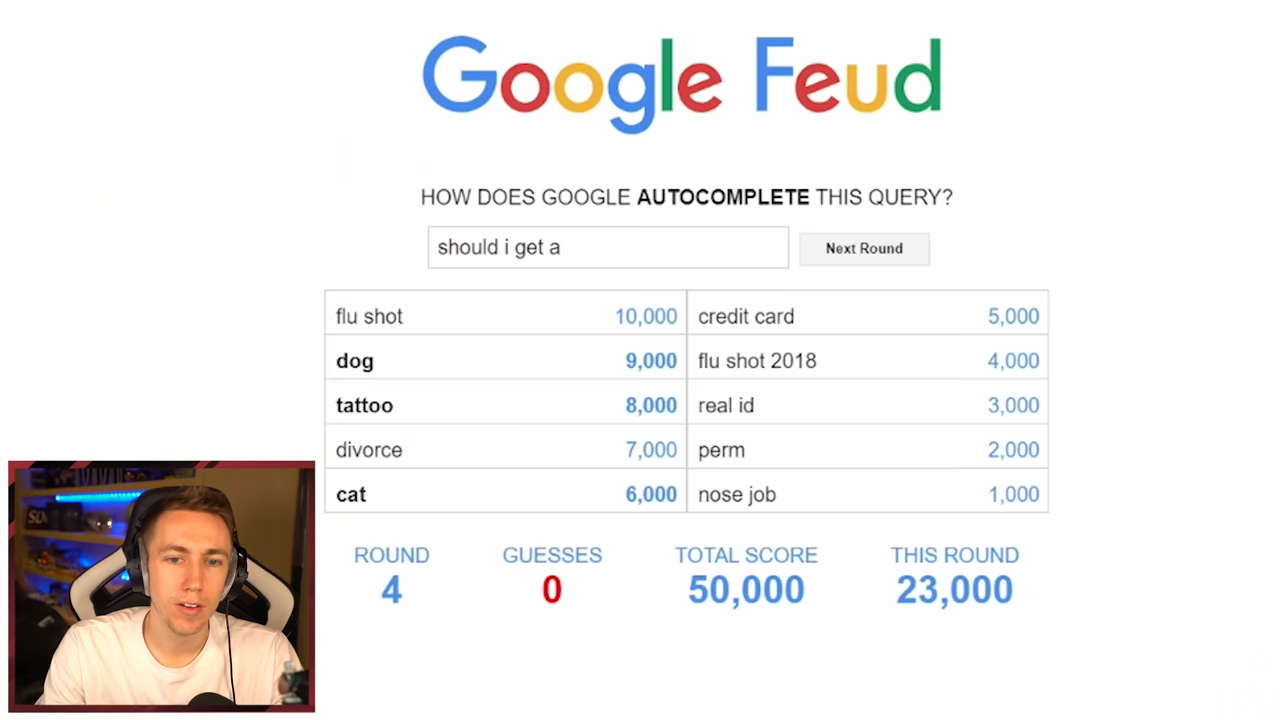 Google Feud
HOW DOES GOOGLE AUTOCOMPLETE THIS QUERY?
should i get a
Next Round
flu shot 10,000 credit card 5,000
dog 9,000 flu shot 2018 4,000
tattoo 8,000 real id 3,000
divorce 7,000 perm 2,000
cat 6,000 nose job 1,000
ROUND GUESSES TOTAL SCORE THIS ROUND
4 0 50,000 23,000